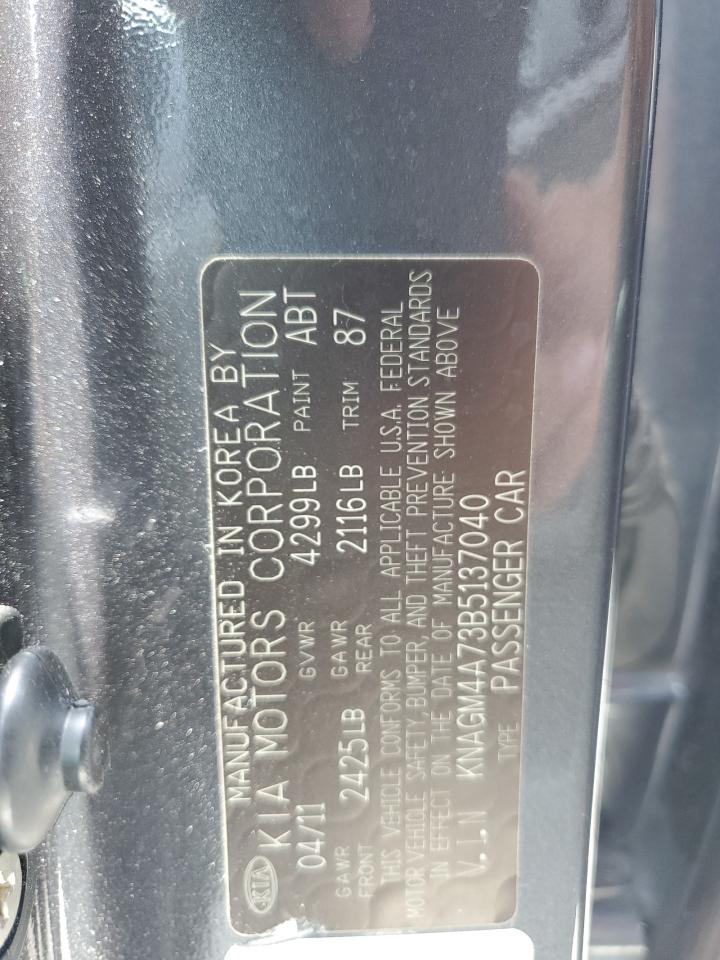 MANUFACTURED IN KOREA BY
KIA KIA MOTORS CORPORATION
04/11 GVWR 4299LB PAINT ABT
GAWR FRONT 2425LB GAWR REAR 2116LB TRIM 87
THIS VEHICLE CONFORMS TO ALL APPLICABLE U.S.A. FEDERAL
MOTOR VEHICLE SAFETY, BUMPER, AND THEFT PREVENTION STANDARDS
IN EFFECT ON THE DATE OF MANUFACTURE SHOWN ABOVE
V.I.N KNAGM4A73B5137040
TYPE PASSENGER CAR